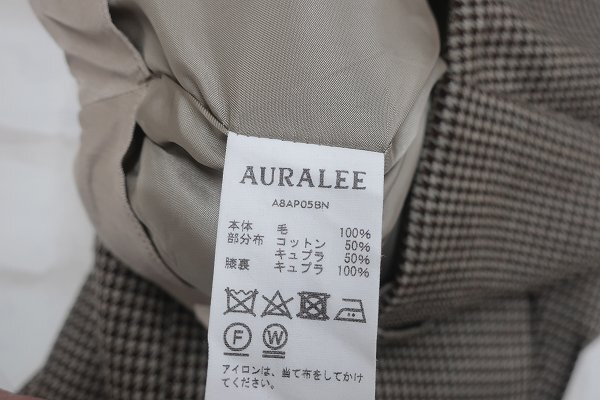 AURALEE
A8AP05BN
本体 毛 100%
部分布 コットン 50%
キュプラ 50%
膝裏 キュプラ 100%
F W
アイロンは、当て布をしてかけ
てください。